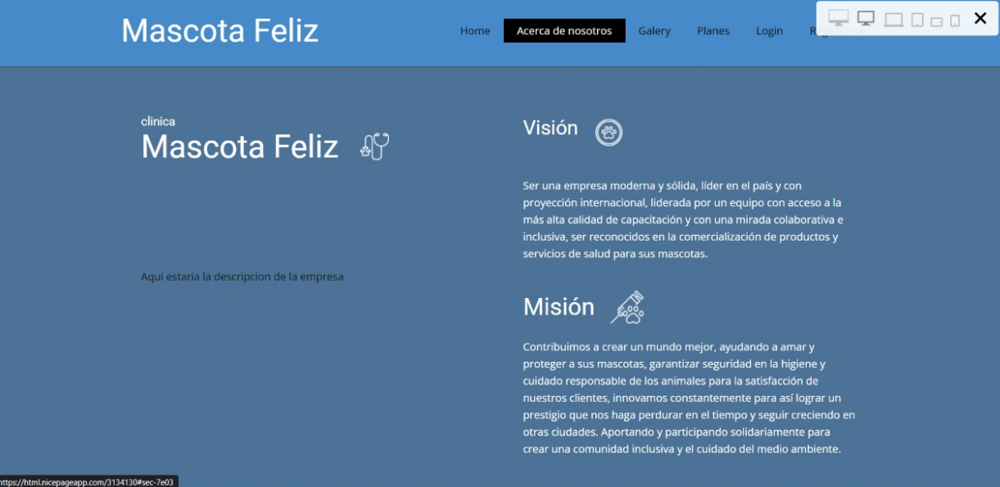 Mascota Feliz
Home Acerca de nosotros Galery Planes Login
clinica
Mascota Feliz
Aqui estaria la descripcion de la empresa
Visión
Ser una empresa moderna y sólida, líder en el país y con
proyección internacional, liderada por un equipo con acceso a la
más alta calidad de capacitación y con una mirada colaborativa e
inclusiva, ser reconocidos en la comercialización de productos y
servicios de salud para sus mascotas.
Misión
Contribuimos a crear un mundo mejor, ayudando a amar y
proteger a sus mascotas, garantizar seguridad en la higiene y
cuidado responsable de los animales para la satisfacción de
nuestros clientes, innovamos constantemente para así lograr un
prestigio que nos haga perdurar en el tiempo y seguir creciendo en
otras ciudades. Aportando y participando solidariamente para
crear una comunidad inclusiva y el cuidado del medio ambiente.
https://html.nicepageapp.com/3134130#sec-7e03